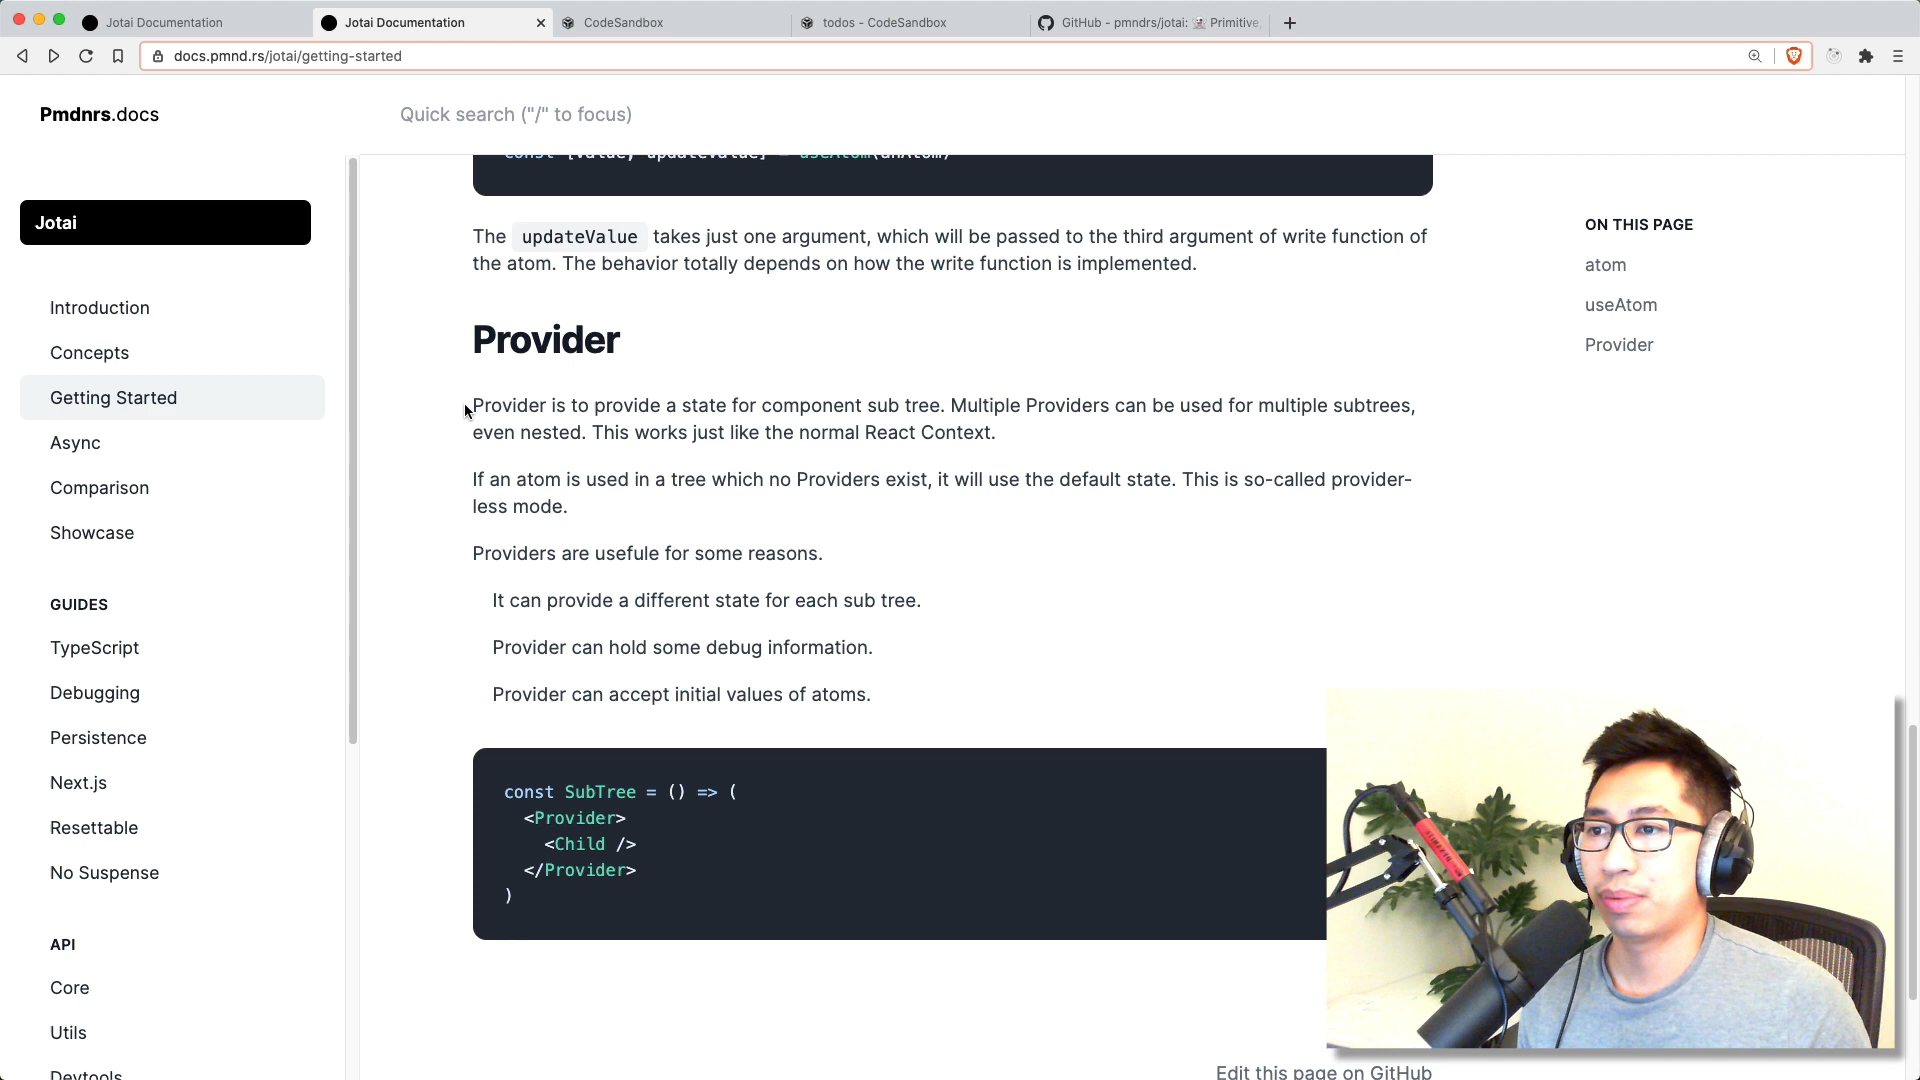 Jotai Documentation
Jotai Documentation
CodeSandbox
todos - CodeSandbox
GitHub - pmndrs/jotai: 👻 Primitive
docs.pmnd.rs/jotai/getting-started
Pmdnrs.docs
Quick search ("/" to focus)
Jotai
Introduction
Concepts
Getting Started
Async
Comparison
Showcase
GUIDES
TypeScript
Debugging
Persistence
Next.js
Resettable
No Suspense
API
Core
Utils
Devtools
const [value, updateValue] = useAtom(anAtom)
The updateValue takes just one argument, which will be passed to the third argument of write function of
the atom. The behavior totally depends on how the write function is implemented.
Provider
Provider is to provide a state for component sub tree. Multiple Providers can be used for multiple subtrees,
even nested. This works just like the normal React Context.
If an atom is used in a tree which no Providers exist, it will use the default state. This is so-called provider-
less mode.
Providers are usefule for some reasons.
It can provide a different state for each sub tree.
Provider can hold some debug information.
Provider can accept initial values of atoms.
const SubTree = () => (
<Provider>
<Child />
</Provider>
)
Edit this page on GitHub
ON THIS PAGE
atom
useAtom
Provider